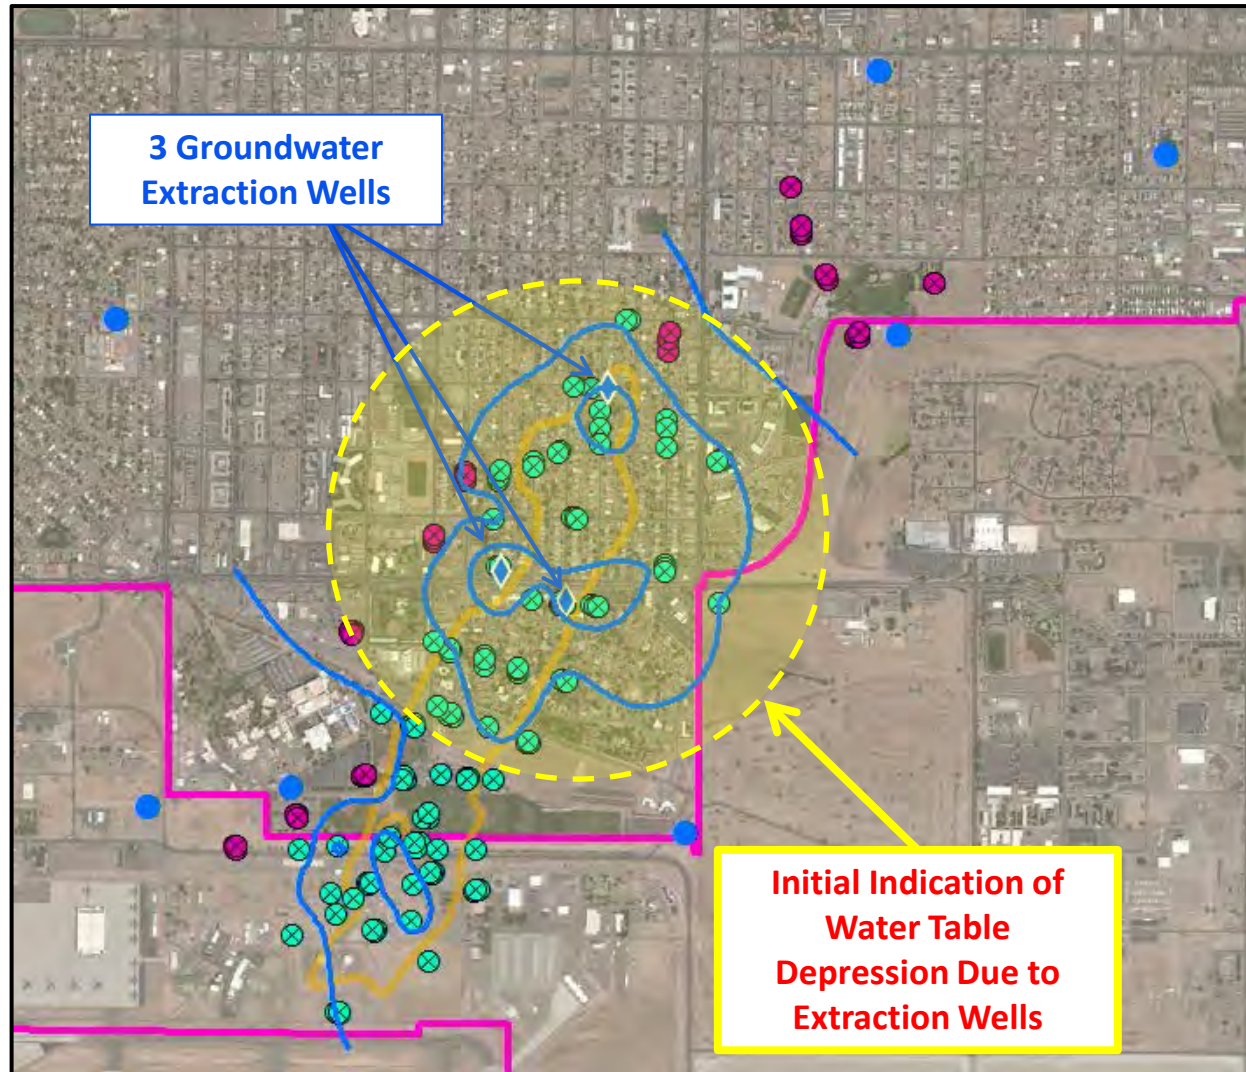 3 Groundwater
Extraction Wells
Initial Indication of
Water Table
Depression Due to
Extraction Wells